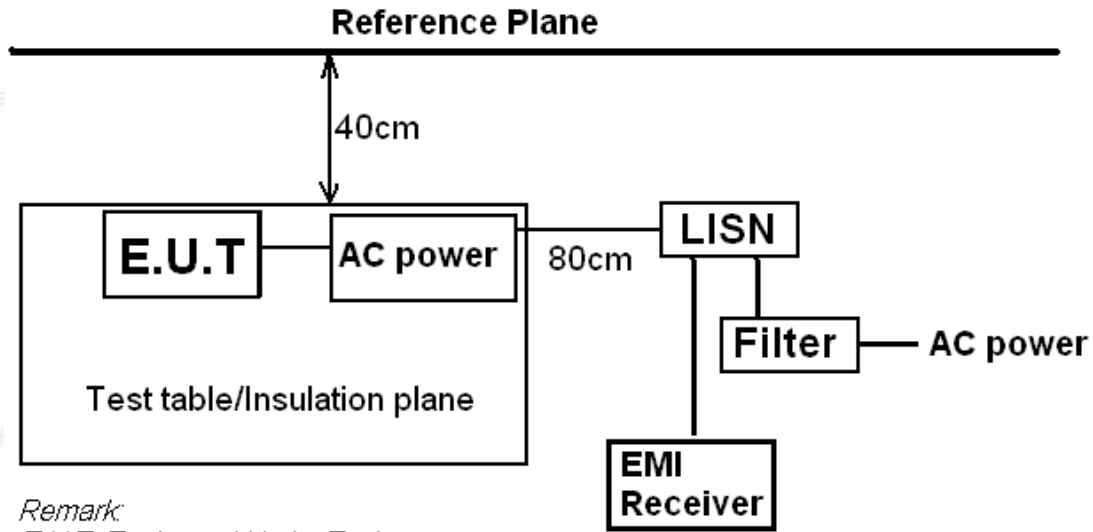 Reference Plane
40cm
E.U.T
AC power
80cm
LISN
Filter
AC power
Test table/Insulation plane
EMI
Receiver
Remark: